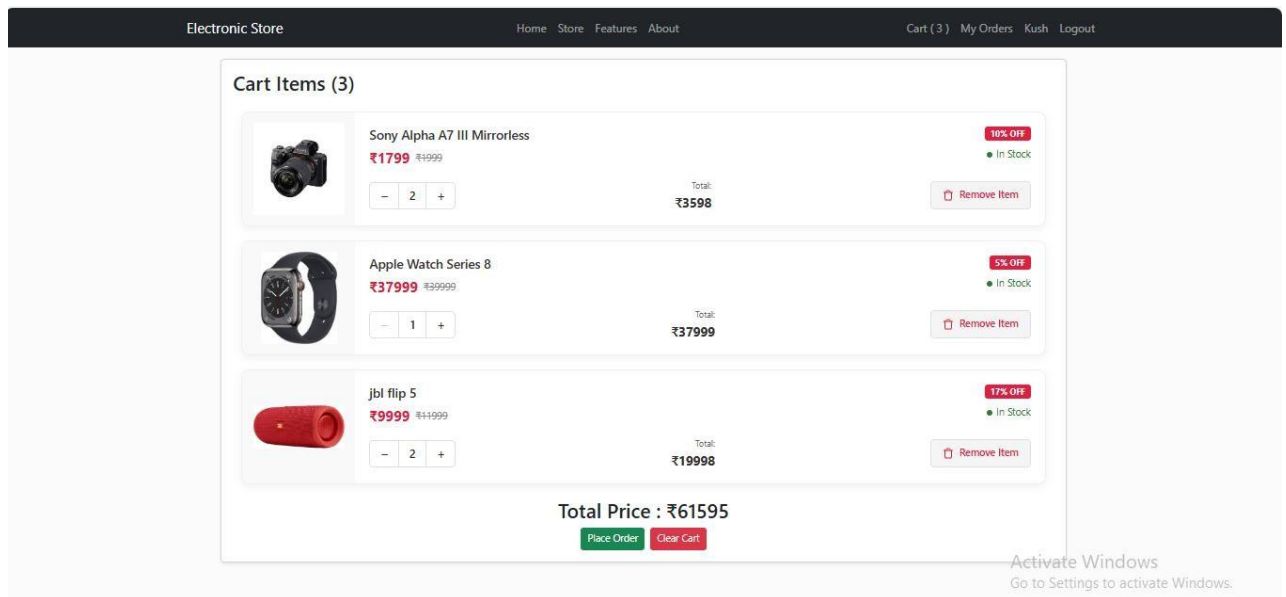 Electronic Store Home Store Features About Cart ( 3 ) My Orders Kush Logout
Cart Items (3)
Sony Alpha A7 III Mirrorless
10% OFF
₹1799 ₹1999
● In Stock
− 2 +
Total:
₹3598
Remove Item
Apple Watch Series 8
5% OFF
₹37999 ₹39999
● In Stock
− 1 +
Total:
₹37999
Remove Item
jbl flip 5
17% OFF
₹9999 ₹11999
● In Stock
− 2 +
Total:
₹19998
Remove Item
Total Price : ₹61595
Place Order Clear Cart
Activate Windows
Go to Settings to activate Windows.